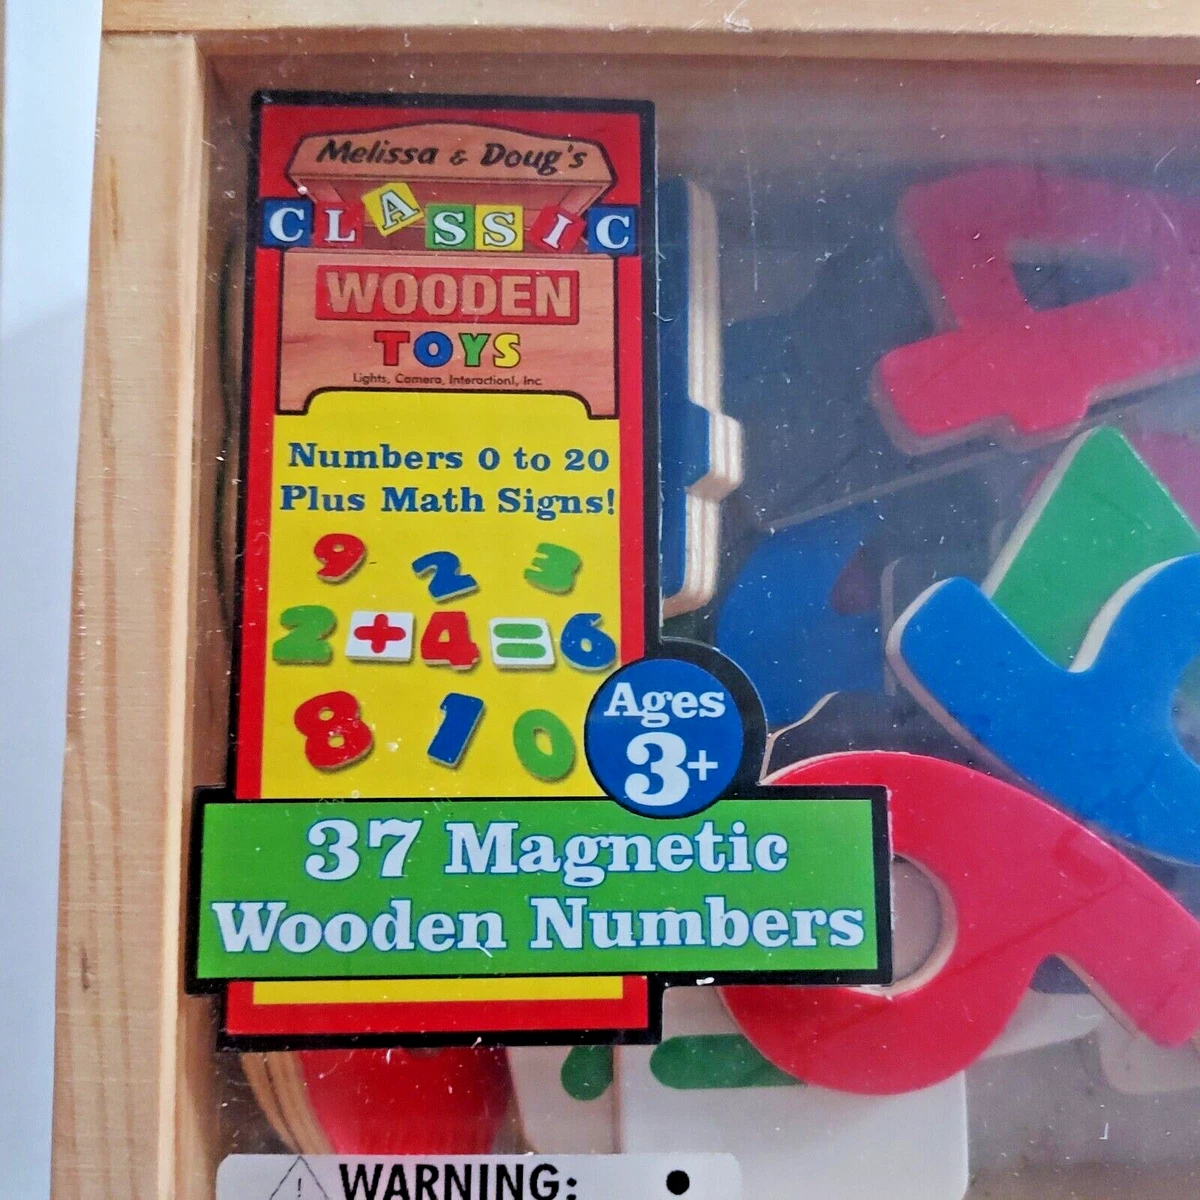 Melissa & Doug's
CLASSIC
WOODEN
TOYS
Lights, Camera, Interaction!, Inc.
Numbers 0 to 20
Plus Math Signs!
9 2 3
2 + 4 = 6
8 1 0
Ages
3+
37 Magnetic
Wooden Numbers
WARNING: